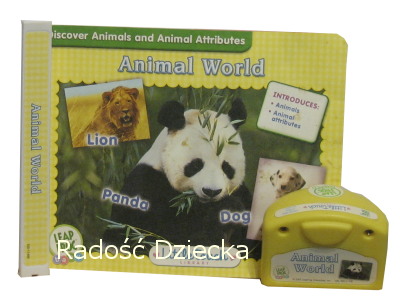 Discover Animals and Animal Attributes
Animal World
INTRODUCES:
• Animals
• Animal attributes
Lion
Panda
Dog
Animal World
LEAP
Radość Dziecka
LIBRARY
Animal
World